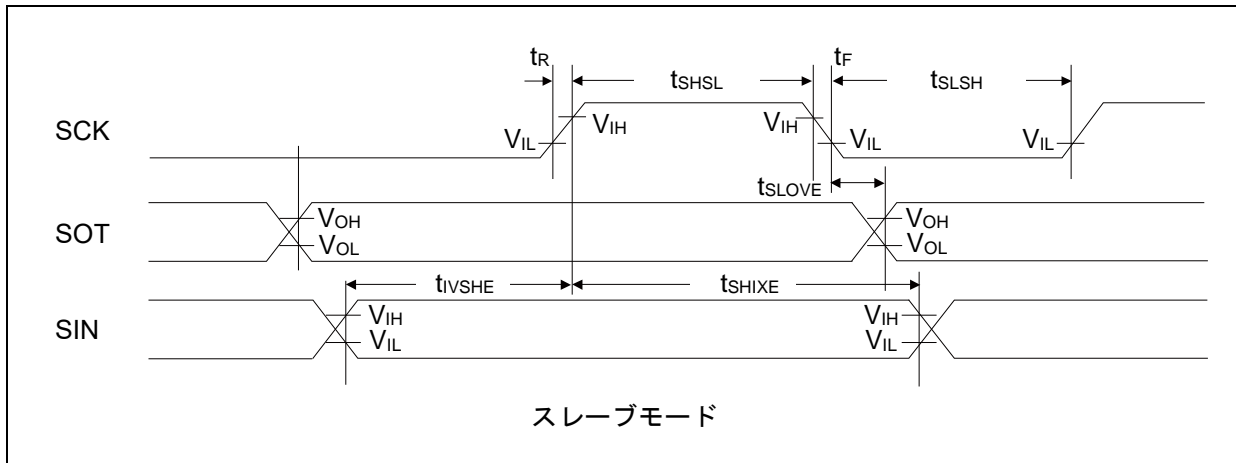 tR tF
tSHSL tSLSH
SCK VIH VIH
VIL VIL VIL
tSLOVE
SOT VOH VOH
VOL VOL
tIVSHE tSHIXE
SIN VIH VIH
VIL VIL
スレーブモード